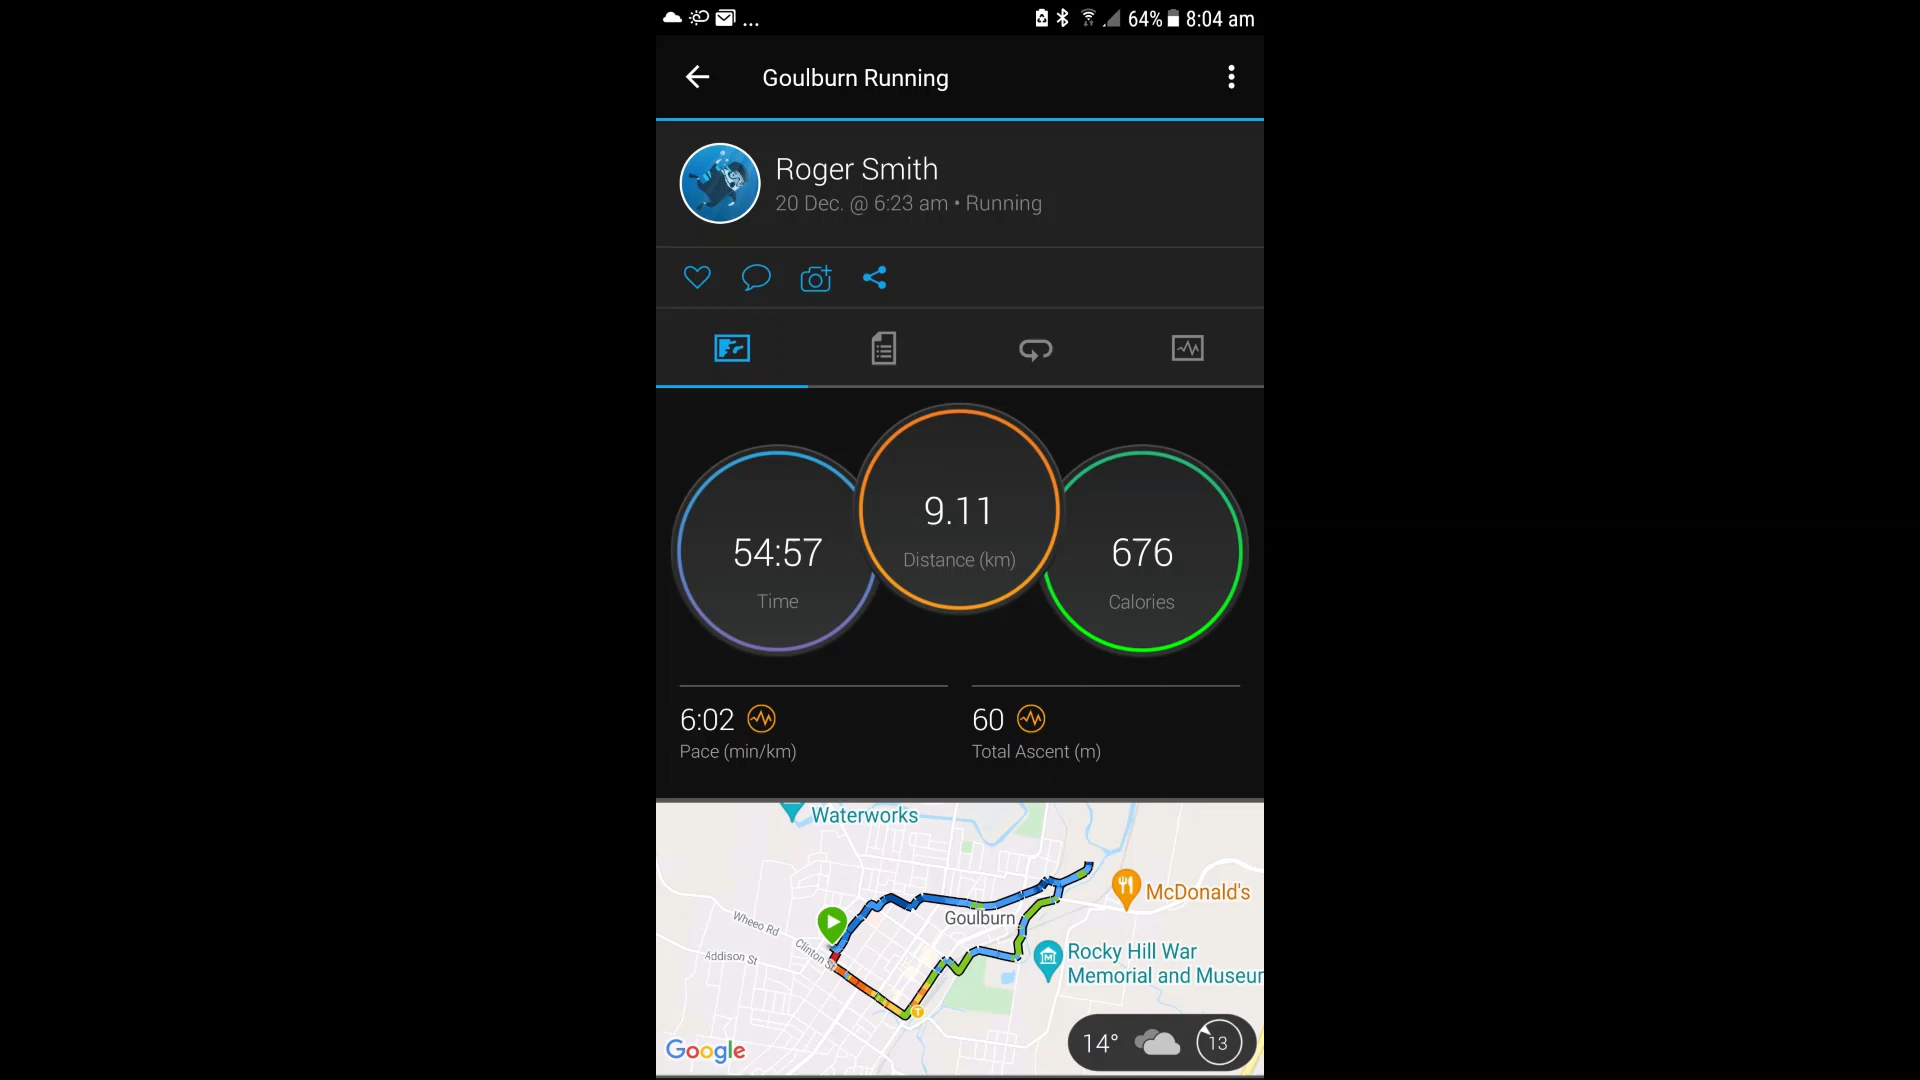 ... 64% 8:04 am
Goulburn Running
Roger Smith
20 Dec. @ 6:23 am • Running
9.11
Distance (km)
54:57
Time
676
Calories
6:02
Pace (min/km)
60
Total Ascent (m)
Waterworks
McDonald's
Wheeo Rd
Goulburn
Clinton St
Addison St
Rocky Hill War
Memorial and Museum
T
14° 13
Google